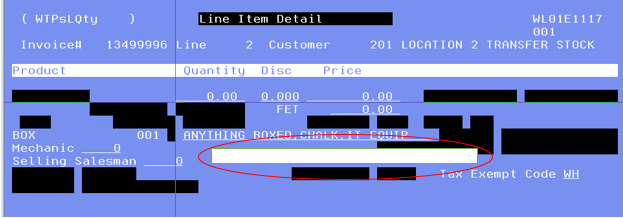 ( WTPsLQty ) Line Item Detail WL01E1117
001
Invoice# 13499996 Line 2 Customer 201 LOCATION 2 TRANSFER STOCK
Product Quantity Disc Price
0.00 0.000 0.00
FET 0.00
BOX 001 ANYTHING BOXED,CHALK,IT EQUIP
Mechanic 0
Selling Salesman 0
Tax Exempt Code WH